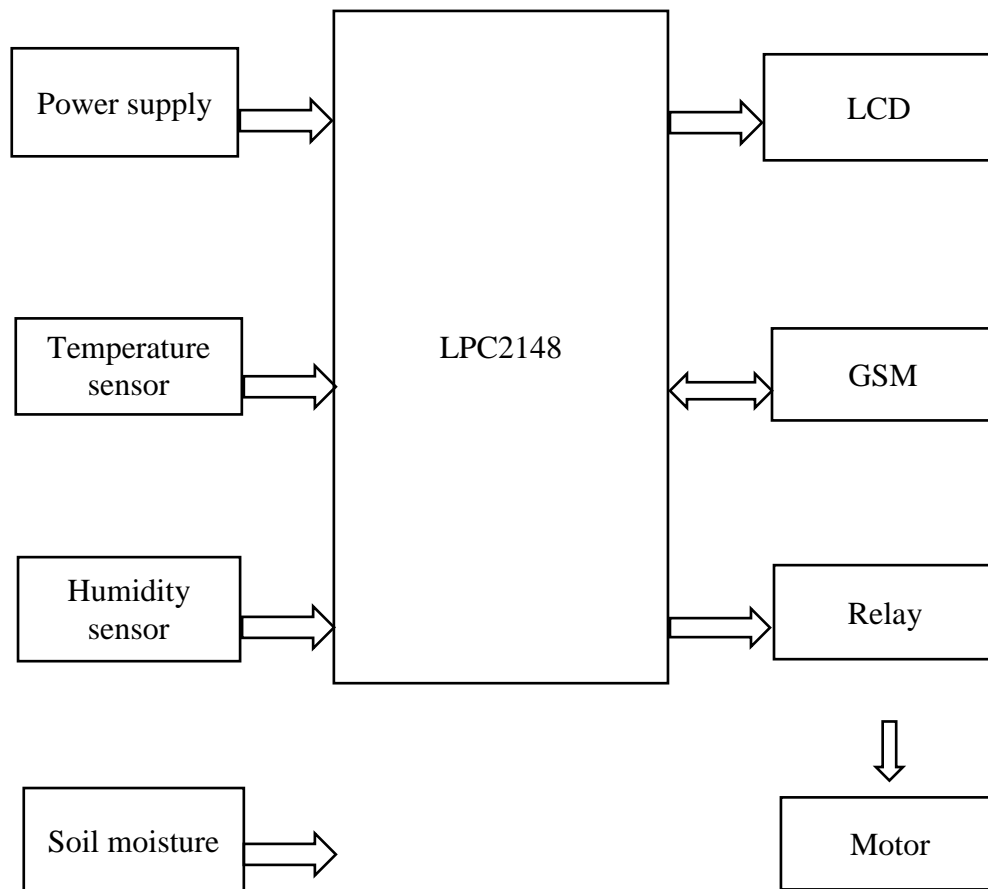 Power supply
LCD
Temperature
sensor
LPC2148
GSM
Humidity
sensor
Relay
Soil moisture
Motor